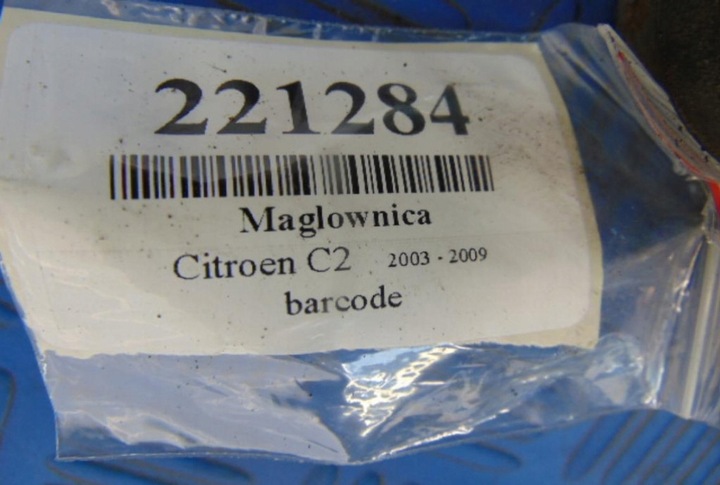 221284
Maglownica
Citroen C2 2003 - 2009
barcode